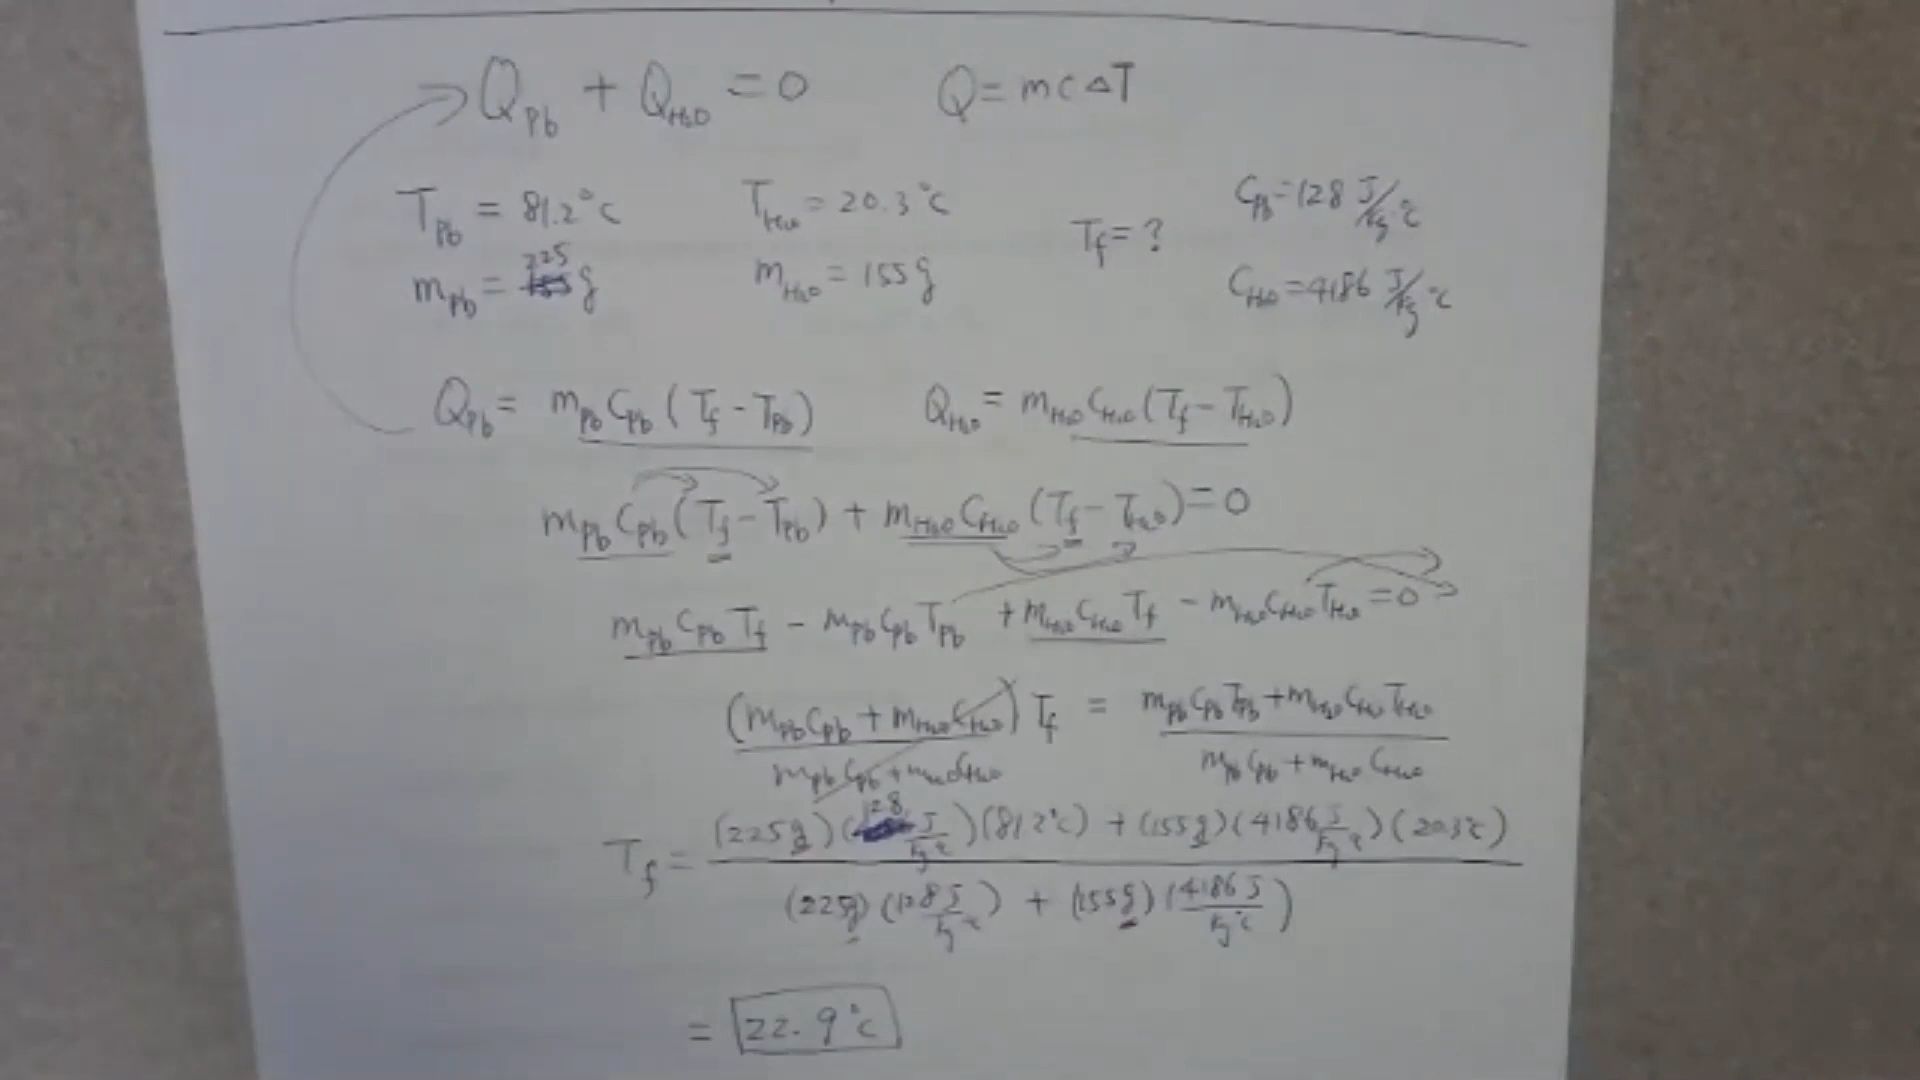 Q_Pb + Q_H₂O = 0 Q = mcΔT
T_Pb = 81.2°C T_H₂O = 20.3°C C_Pb = 128 J/kg·°C
T_f = ?
m_Pb = 225 g m_H₂O = 155 g C_H₂O = 4186 J/kg·°C
Q_Pb = m_Pb C_Pb (T_f - T_Pb) Q_H₂O = m_H₂O C_H₂O (T_f - T_H₂O)
m_Pb C_Pb (T_f - T_Pb) + m_H₂O C_H₂O (T_f - T_H₂O) = 0
m_Pb C_Pb T_f - m_Pb C_Pb T_Pb + m_H₂O C_H₂O T_f - m_H₂O C_H₂O T_H₂O = 0
(m_Pb C_Pb + m_H₂O C_H₂O) T_f = m_Pb C_Pb T_Pb + m_H₂O C_H₂O T_H₂O
m_Pb C_Pb + m_H₂O C_H₂O m_Pb C_Pb + m_H₂O C_H₂O
T_f = (225g)(128 J/kg°C)(81.2°C) + (155g)(4186 J/kg°C)(20.3°C)
(225g)(128 J/kg°C) + (155g)(4186 J/kg°C)
= 22.9°C